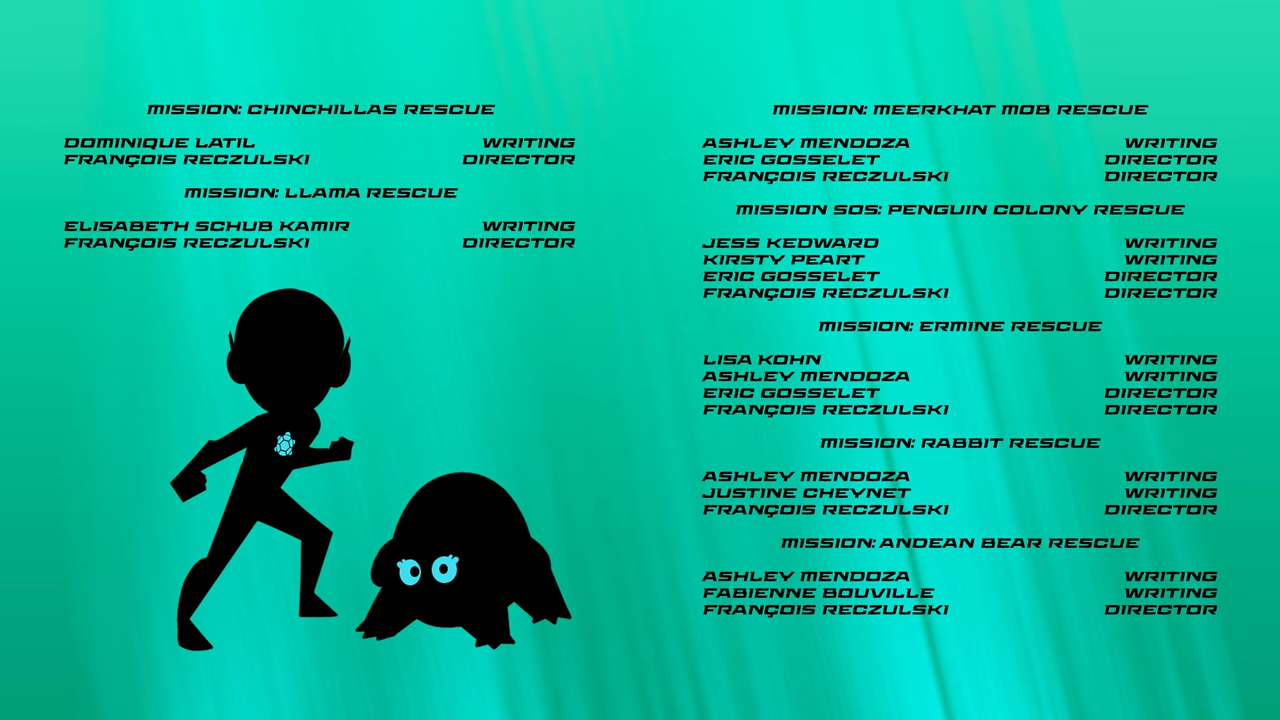 MISSION: CHINCHILLAS RESCUE
DOMINIQUE LATIL WRITING
FRANÇOIS RECZULSKI DIRECTOR
MISSION: LLAMA RESCUE
ELISABETH SCHUB KAMIR WRITING
FRANÇOIS RECZULSKI DIRECTOR
MISSION: MEERKHAT MOB RESCUE
ASHLEY MENDOZA WRITING
ERIC GOSSELET DIRECTOR
FRANÇOIS RECZULSKI DIRECTOR
MISSION SOS: PENGUIN COLONY RESCUE
JESS KEDWARD WRITING
KIRSTY PEART WRITING
ERIC GOSSELET DIRECTOR
FRANÇOIS RECZULSKI DIRECTOR
MISSION: ERMINE RESCUE
LISA KOHN WRITING
ASHLEY MENDOZA WRITING
ERIC GOSSELET DIRECTOR
FRANÇOIS RECZULSKI DIRECTOR
MISSION: RABBIT RESCUE
ASHLEY MENDOZA WRITING
JUSTINE CHEYNET WRITING
FRANÇOIS RECZULSKI DIRECTOR
MISSION: ANDEAN BEAR RESCUE
ASHLEY MENDOZA WRITING
FABIENNE BOUVILLE WRITING
FRANÇOIS RECZULSKI DIRECTOR